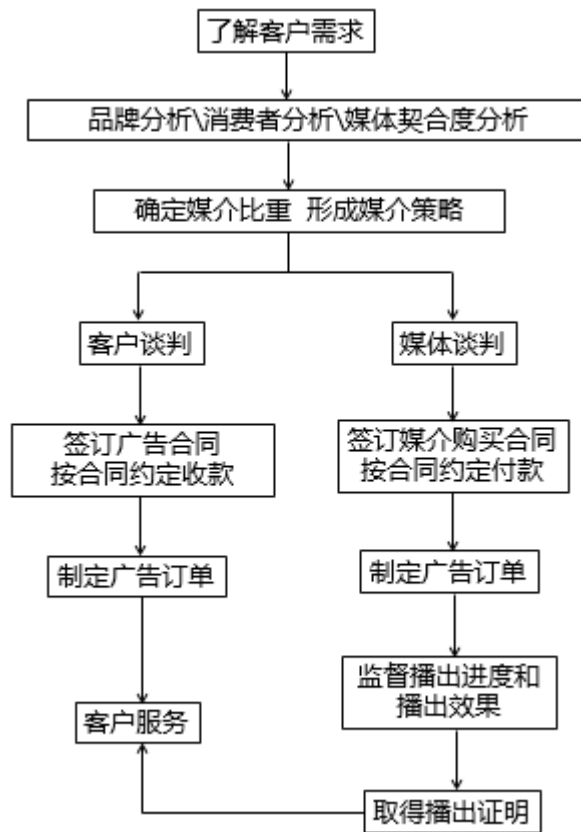 了解客户需求
品牌分析\消费者分析\媒体契合度分析
确定媒介比重 形成媒介策略
客户谈判
媒体谈判
签订广告合同
按合同约定收款
签订媒介购买合同
按合同约定付款
制定广告订单
制定广告订单
监督播出进度和
播出效果
客户服务
取得播出证明